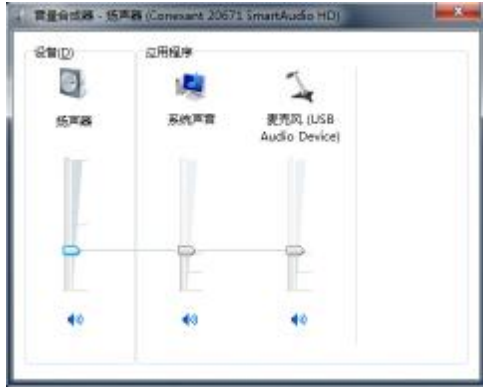 音量合成器 - 扬声器 (Conexant 20671 SmartAudio HD)
设备(D)
应用程序
扬声器
系统声音
麦克风 (USB
Audio Device)